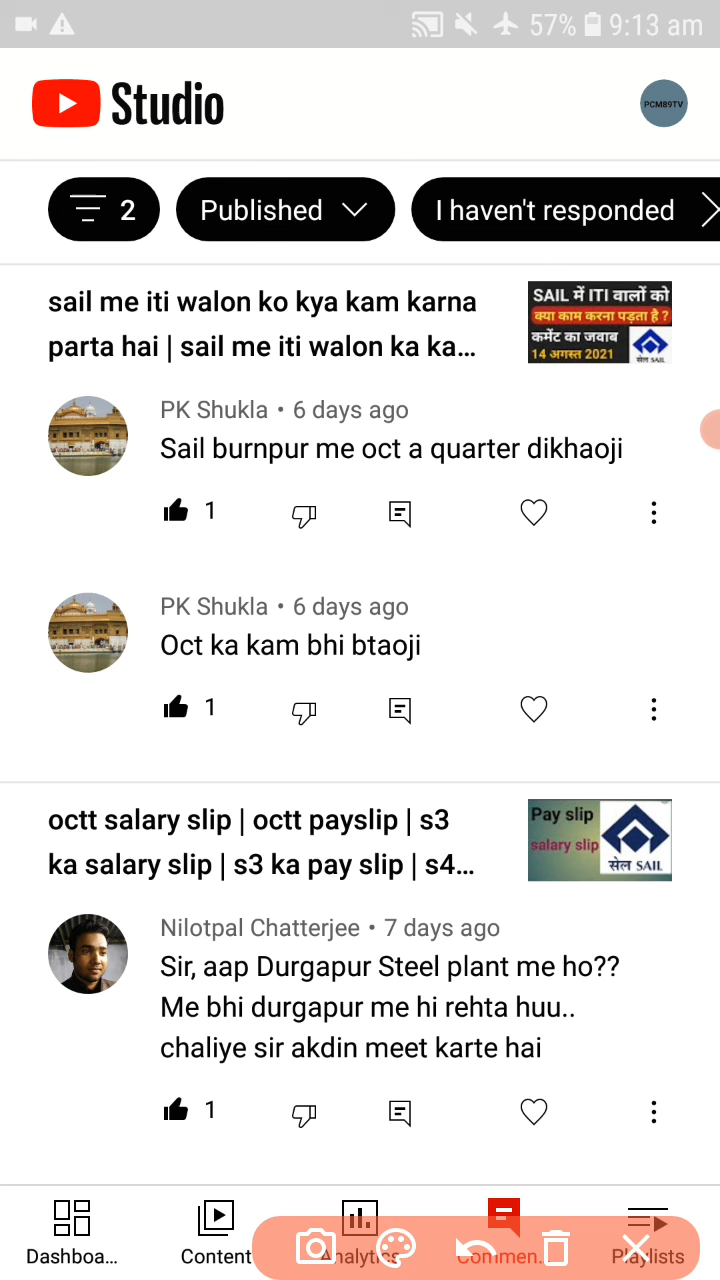 57% 9:13 am
Studio
PCM89TV
2
Published
I haven't responded
sail me iti walon ko kya kam karna
parta hai | sail me iti walon ka ka...
SAIL में ITI वालों को
क्या काम करना पड़ता है ?
कमेंट का जवाब
14 अगस्त 2021
सेल SAIL
PK Shukla • 6 days ago
Sail burnpur me oct a quarter dikhaoji
1
PK Shukla • 6 days ago
Oct ka kam bhi btaoji
1
octt salary slip | octt payslip | s3
ka salary slip | s3 ka pay slip | s4...
Pay slip
salary slip
सेल SAIL
Nilotpal Chatterjee • 7 days ago
Sir, aap Durgapur Steel plant me ho??
Me bhi durgapur me hi rehta huu..
chaliye sir akdin meet karte hai
1
Dashboa...
Content
Analytics
Commen...
Playlists